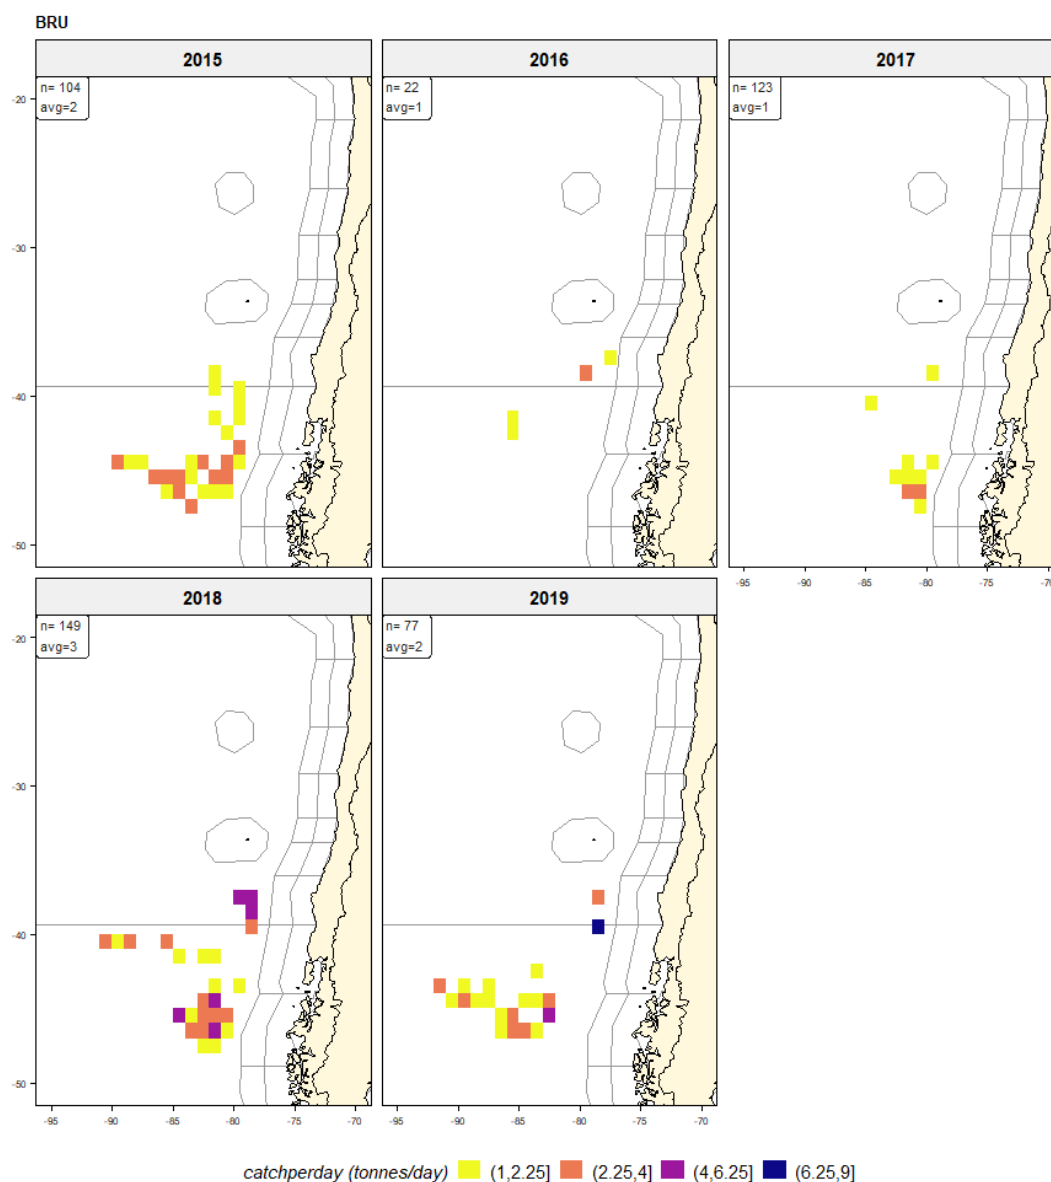 BRU
2015
2016
2017
n= 104
avg=2
n= 22
avg=1
n= 123
avg=1
-20
-30
-40
-50
-95
-90
-85
-80
-75
-70
2018
2019
n= 149
avg=3
n= 77
avg=2
-20
-30
-40
-50
-95
-90
-85
-80
-75
-70
-95
-90
-85
-80
-75
-70
catchperday (tonnes/day) (1,2.25] (2.25,4] (4,6.25] (6.25,9]